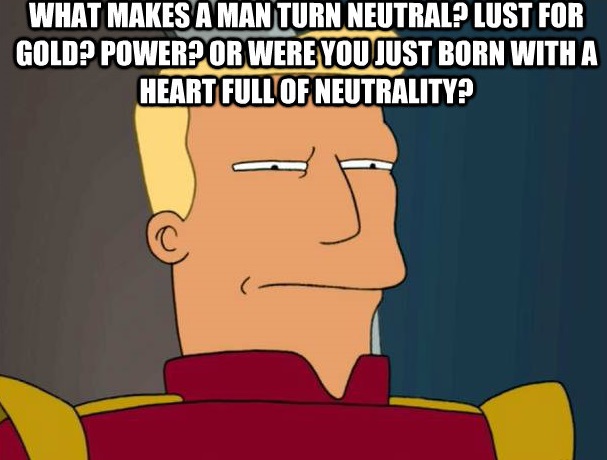 WHAT MAKES A MAN TURN NEUTRAL? LUST FOR
GOLD? POWER? OR WERE YOU JUST BORN WITH A
HEART FULL OF NEUTRALITY?